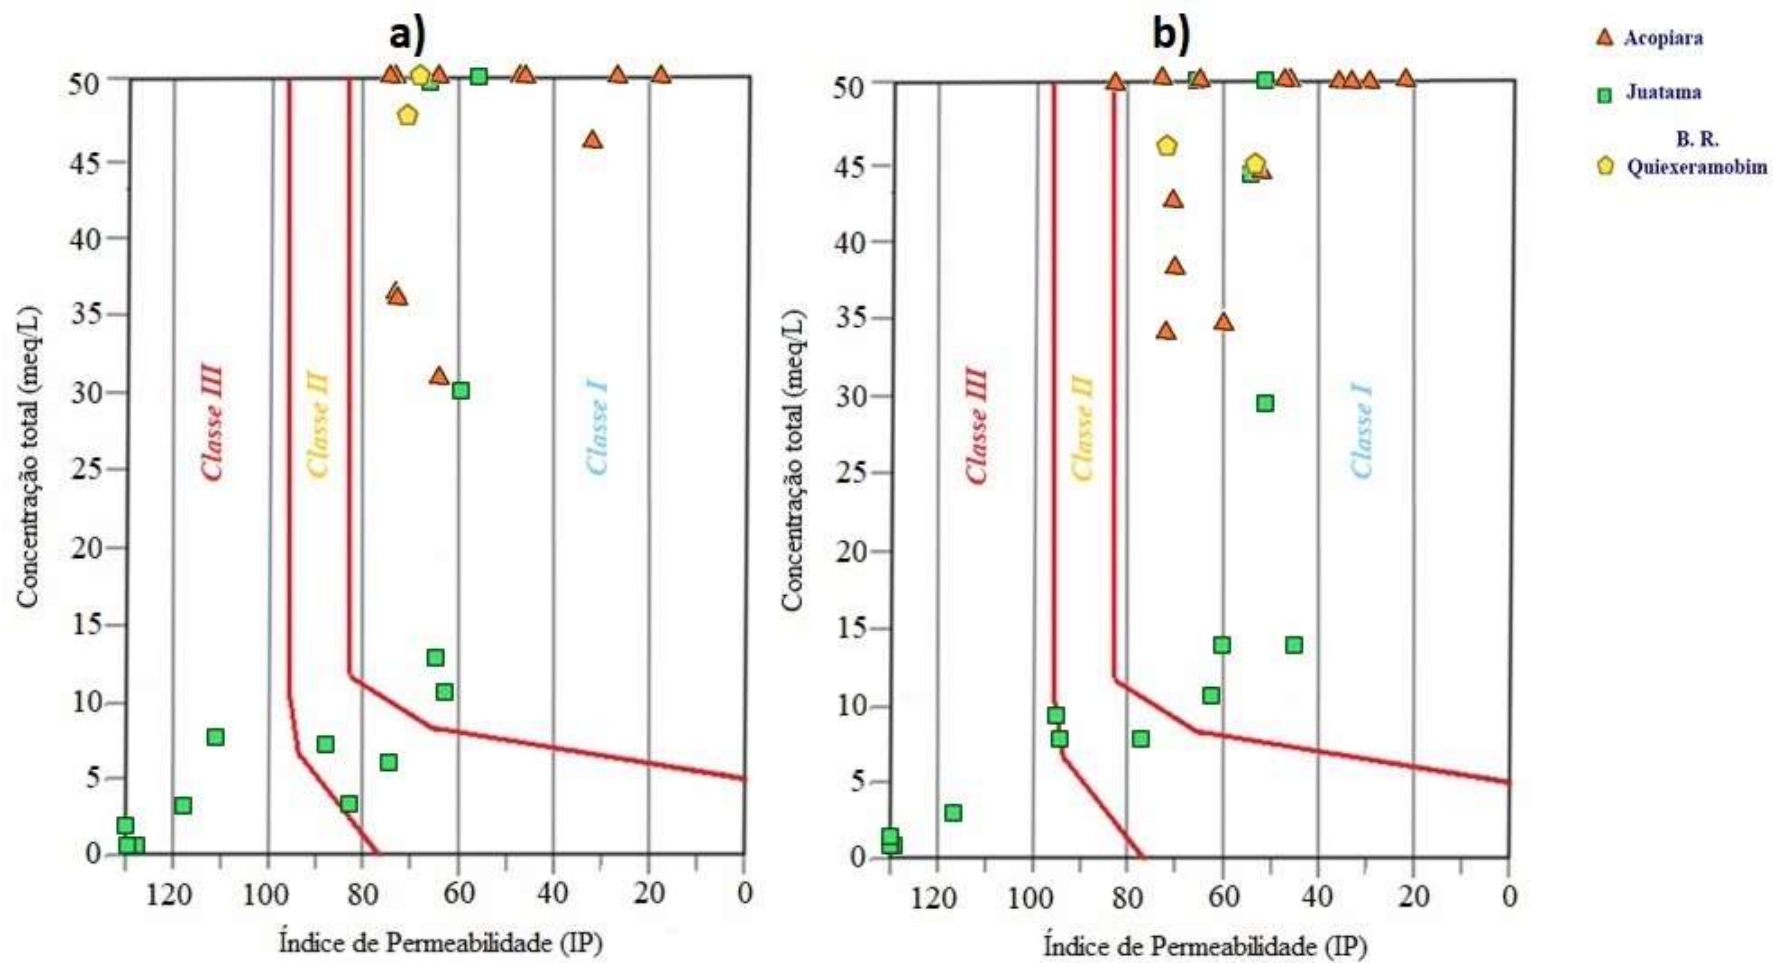 a)
50
45
40
35
30
25
20
15
10
5
0
Concentração total (meq/L)
Classe III
Classe II
Classe I
120 100 80 60 40 20 0
Índice de Permeabilidade (IP)
b)
50
45
40
35
30
25
20
15
10
5
0
Concentração total (meq/L)
Classe III
Classe II
Classe I
120 100 80 60 40 20 0
Índice de Permeabilidade (IP)
Acopiara
Juatama
B. R.
Quiexeramobim